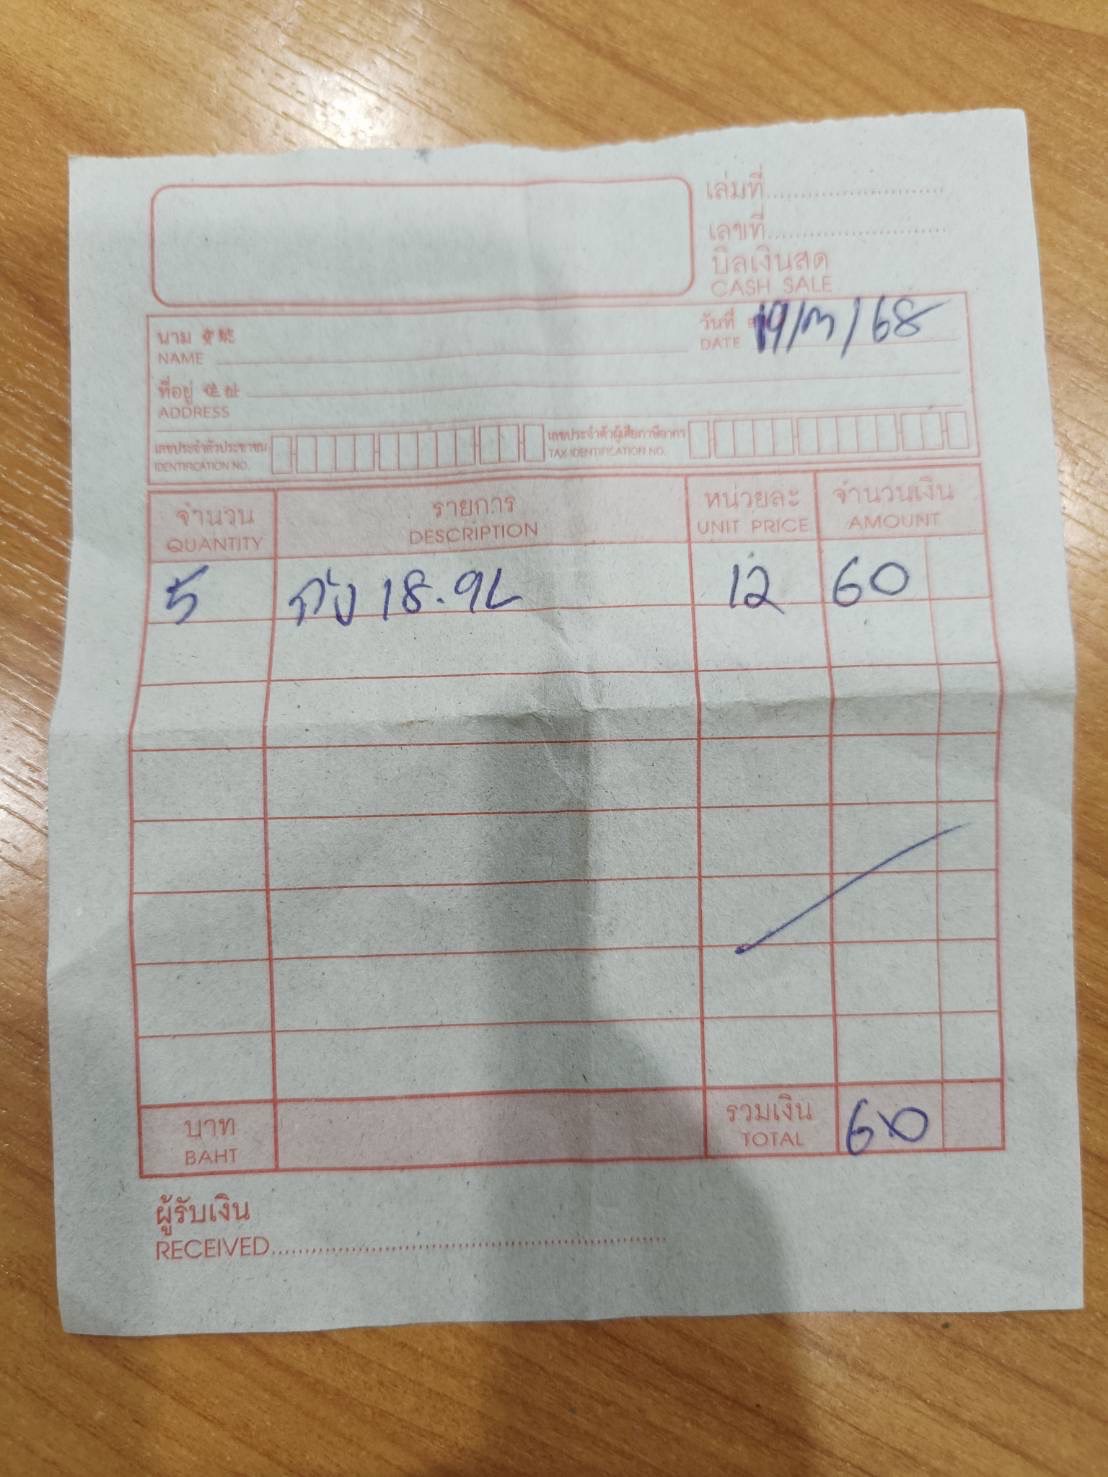 เล่มที่
เลขที่
บิลเงินสด
CASH SALE
นาม
NAME
วันที่ 19/m/68
DATE
ที่อยู่ 住址
ADDRESS
เลขประจำตัวประชาชน
IDENTIFICATION NO.
เลขประจำตัวผู้เสียภาษีอากร
TAX IDENTIFICATION NO.
จำนวน รายการ หน่วยละ จำนวนเงิน
QUANTITY DESCRIPTION UNIT PRICE AMOUNT
5 ถัง 18.9L 12 60
บาท รวมเงิน 60
BAHT TOTAL
ผู้รับเงิน
RECEIVED